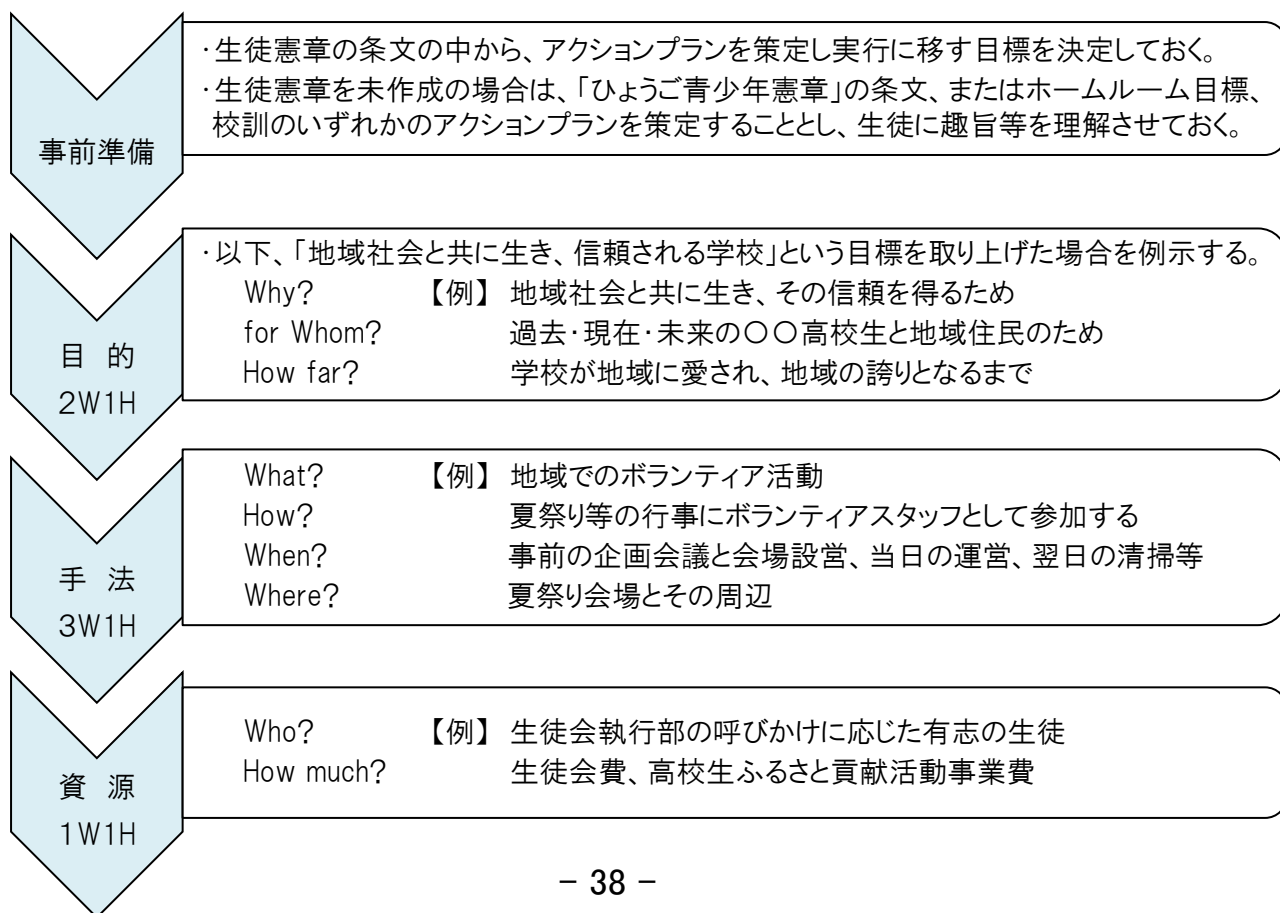 ・生徒憲章の条文の中から、アクションプランを策定し実行に移す目標を決定しておく。
・生徒憲章を未作成の場合は、「ひょうご青少年憲章」の条文、またはホームルーム目標、
校訓のいずれかのアクションプランを策定することとし、生徒に趣旨等を理解させておく。
事前準備
・以下、「地域社会と共に生き、信頼される学校」という目標を取り上げた場合を例示する。
Why? 【例】 地域社会と共に生き、その信頼を得るため
for Whom? 過去・現在・未来の〇〇高校生と地域住民のため
How far? 学校が地域に愛され、地域の誇りとなるまで
目 的
2W1H
What? 【例】 地域でのボランティア活動
How? 夏祭り等の行事にボランティアスタッフとして参加する
When? 事前の企画会議と会場設営、当日の運営、翌日の清掃等
Where? 夏祭り会場とその周辺
手 法
3W1H
Who? 【例】 生徒会執行部の呼びかけに応じた有志の生徒
How much? 生徒会費、高校生ふるさと貢献活動事業費
資 源
1W1H
- 38 -